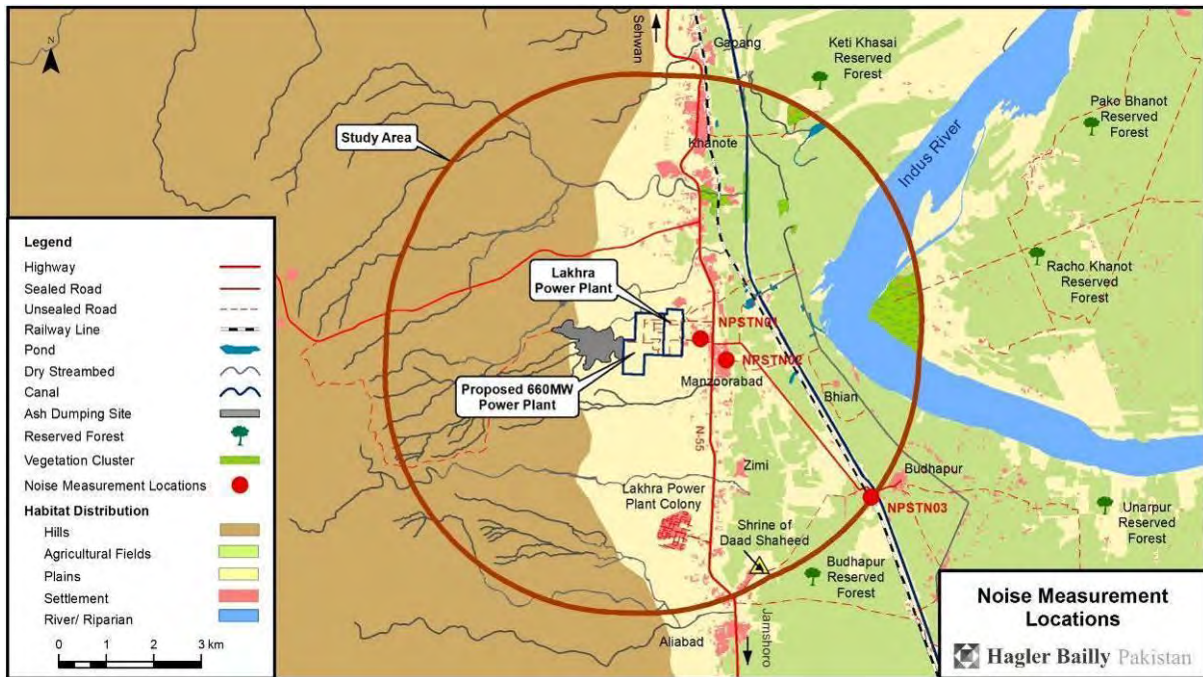 N
Sehwan
Gapang
Keti Khasai
Reserved
Forest
Pako Bhanot
Reserved
Forest
Study Area
Khanote
Indus River
Racho Khanot
Reserved
Forest
Lakhra
Power Plant
NPSTN01
NPSTN02
Manzoorabad
Proposed 660MW
Power Plant
Bhian
N-55
Zimi
Budhapur
Lakhra Power
Plant Colony
NPSTN03
Shrine of
Daad Shaheed
Unarpur
Reserved
Forest
Budhapur
Reserved
Forest
Aliabad
Jamshoro
Legend
Highway
Sealed Road
Unsealed Road
Railway Line
Pond
Dry Streambed
Canal
Ash Dumping Site
Reserved Forest
Vegetation Cluster
Noise Measurement Locations
Habitat Distribution
Hills
Agricultural Fields
Plains
Settlement
River/ Riparian
0 1 2 3 km
Noise Measurement
Locations
Hagler Bailly Pakistan